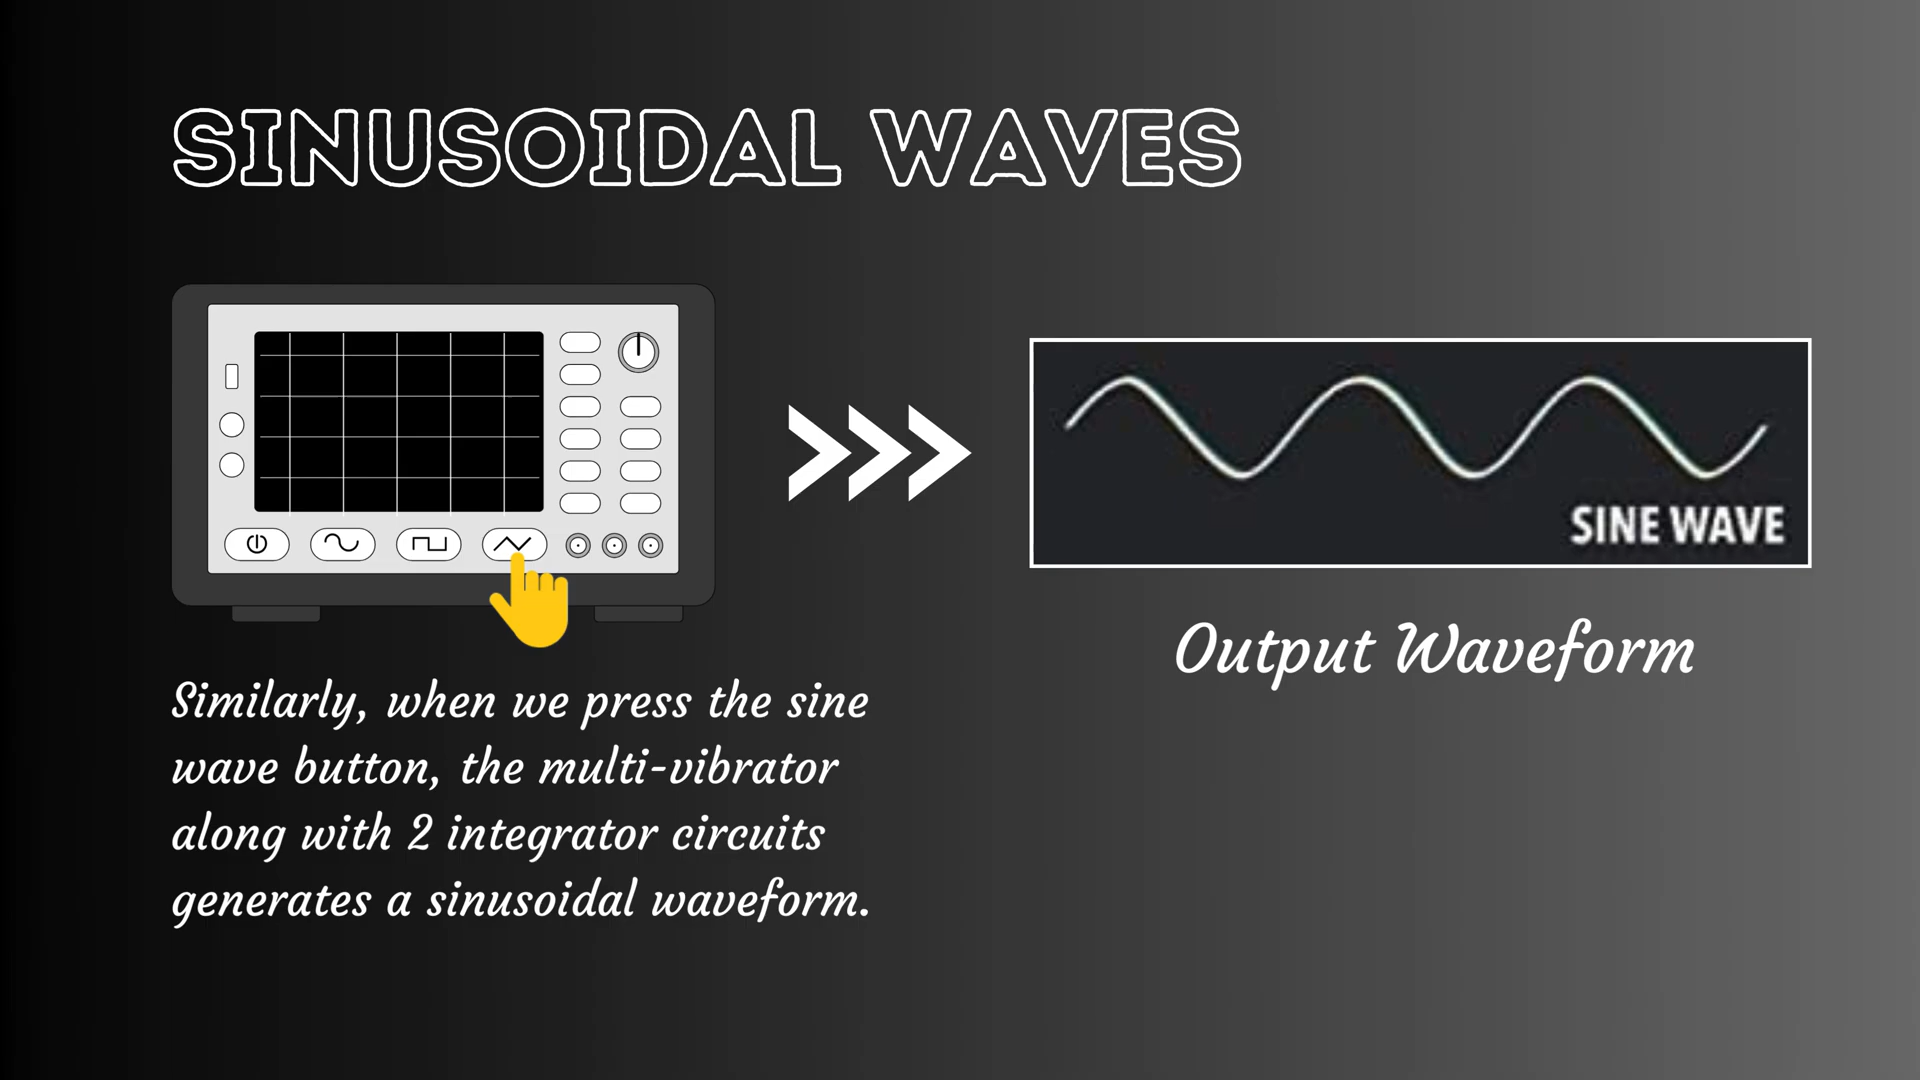 SINUSOIDAL WAVES
SINE WAVE
Output Waveform
Similarly, when we press the sine
wave button, the multi-vibrator
along with 2 integrator circuits
generates a sinusoidal waveform.